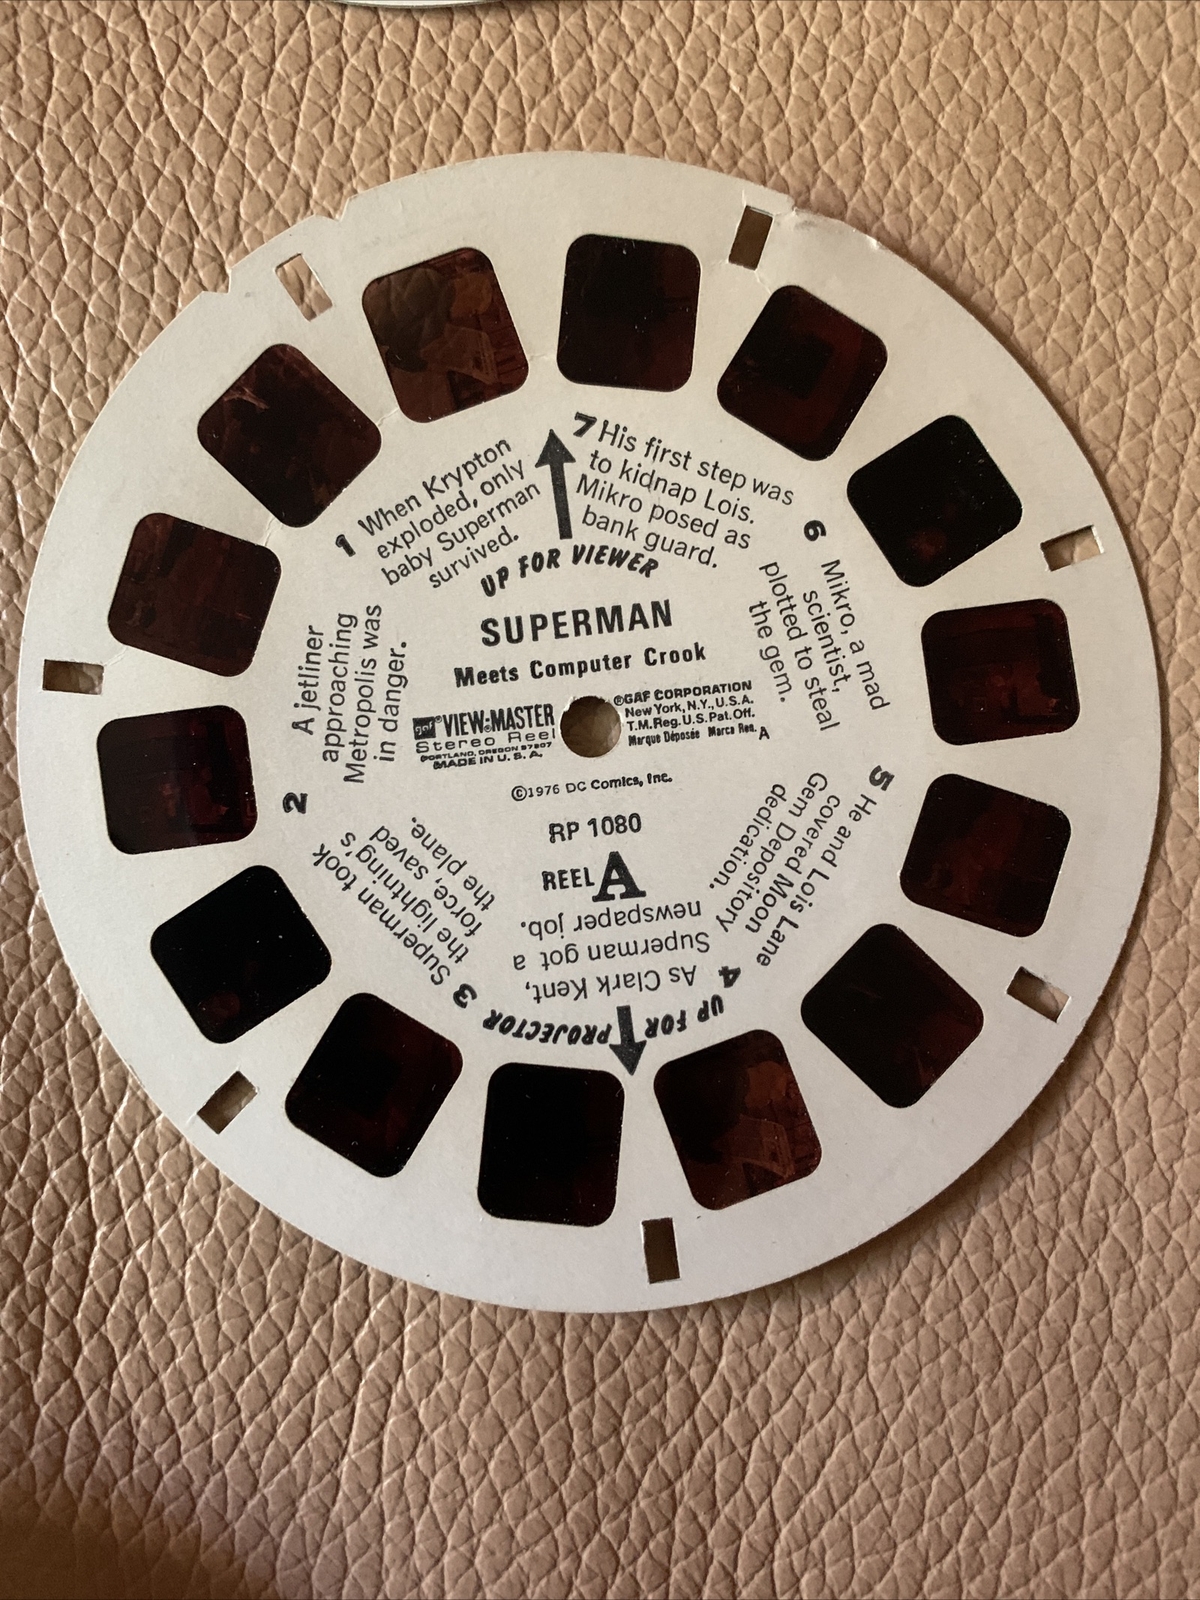 1 When Krypton
exploded, only
baby Superman
survived.
2 A jetliner
approaching
Metropolis was
in danger.
3 Superman took
the lightning's
force, saved
the plane.
4 As Clark Kent,
Superman got a
newspaper job.
5 He and Lois Lane
covered Moon
Gem Depository
dedication.
6 Mikro, a mad
scientist,
plotted to steal
the gem.
7 His first step was
to kidnap Lois.
Mikro posed as
bank guard.
UP FOR VIEWER
SUPERMAN
Meets Computer Crook
gaf® VIEW-MASTER
Stereo Reel
PORTLAND, OREGON 97207
MADE IN U.S.A.
®GAF CORPORATION
New York, N.Y., U.S.A.
T.M. Reg. U.S. Pat. Off.
Marque Déposée Marca Reg. A
©1976 DC Comics, Inc.
RP 1080
REEL A
UP FOR PROJECTOR